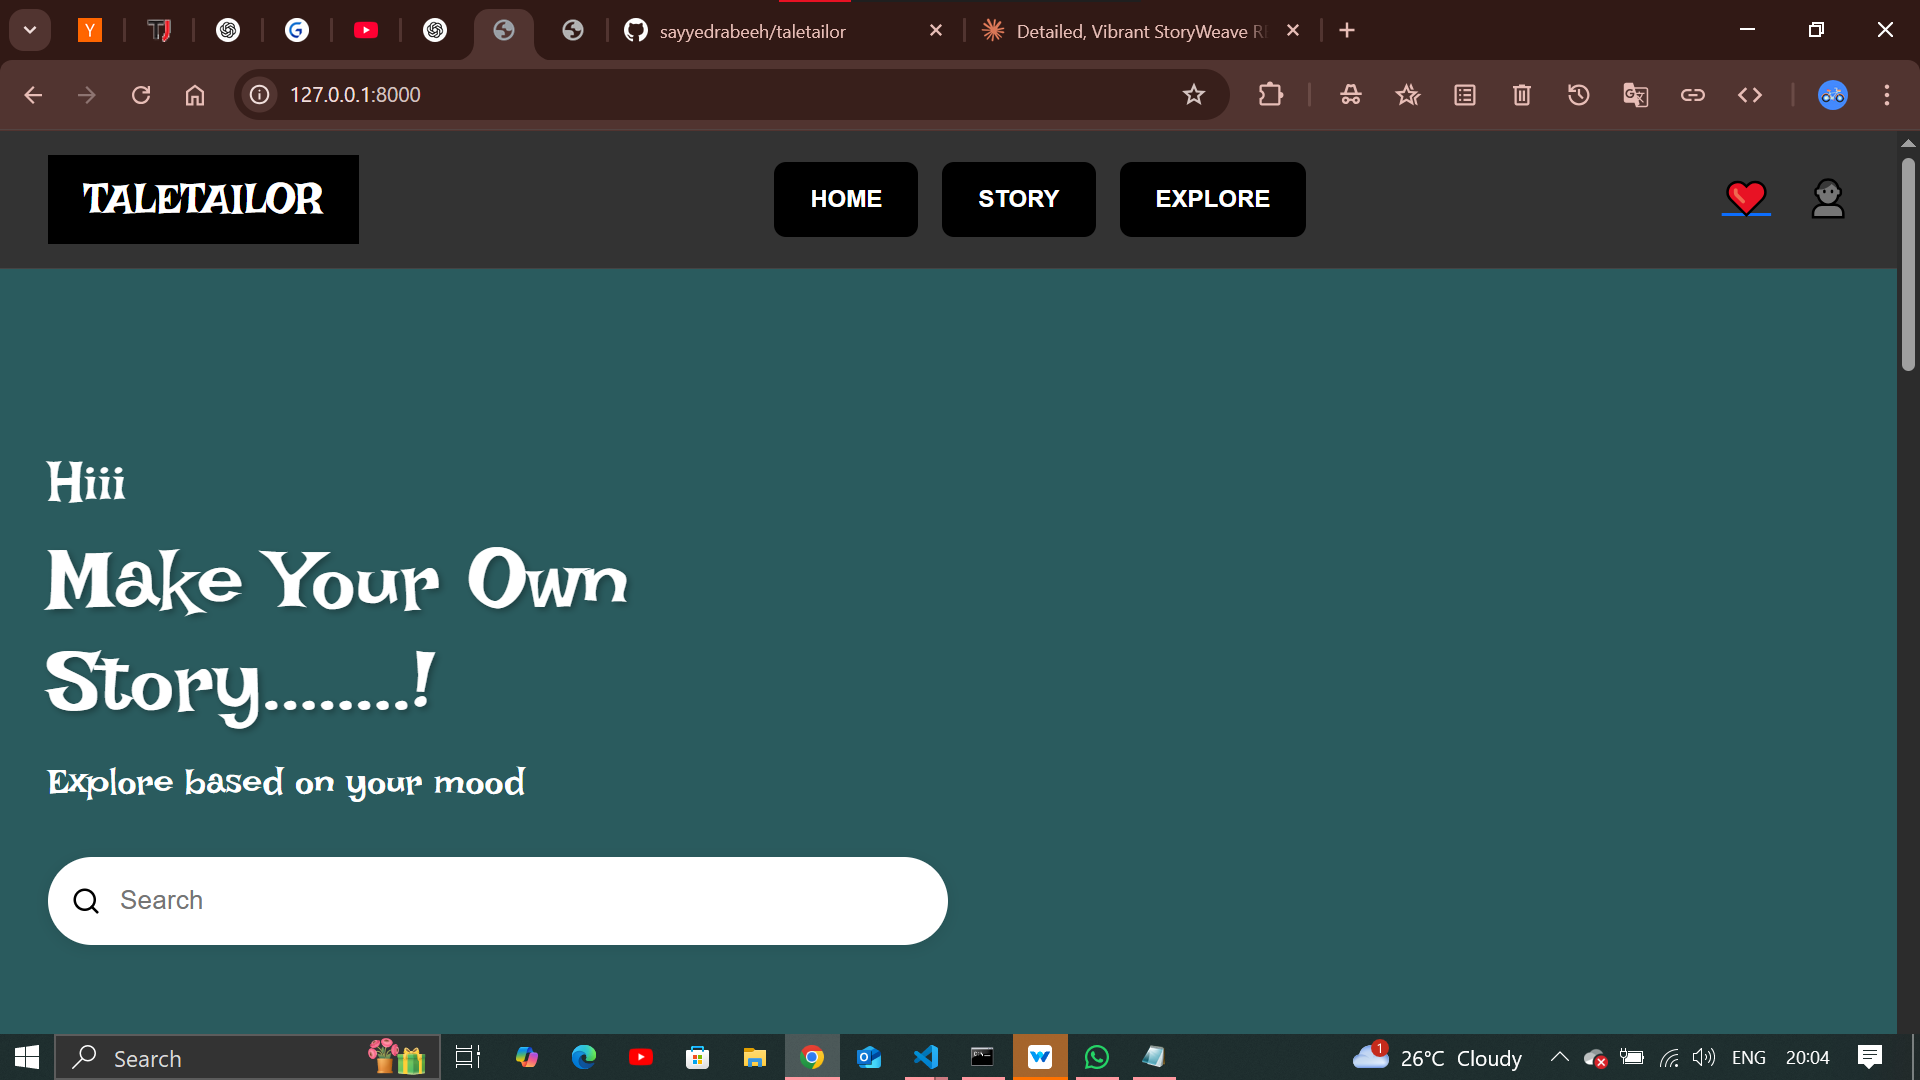 sayyedrabeeh/taletailor
Detailed, Vibrant StoryWeave
127.0.0.1:8000
TALETAILOR
HOME
STORY
EXPLORE
Hiii
Make Your Own
Story........!
Explore based on your mood
Search
Search
1
26°C Cloudy
ENG
20:04